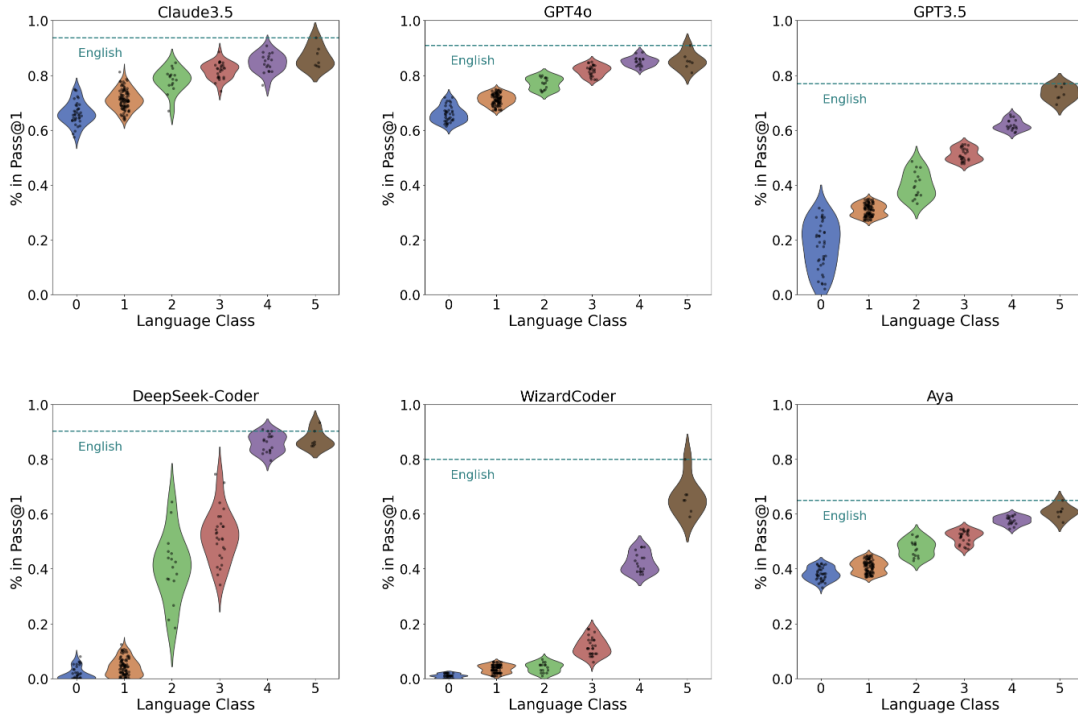 Claude3.5
% in Pass@1
1.0
0.8
0.6
0.4
0.2
0.0
English
0 1 2 3 4 5
Language Class
GPT4o
% in Pass@1
1.0
0.8
0.6
0.4
0.2
0.0
English
0 1 2 3 4 5
Language Class
GPT3.5
% in Pass@1
1.0
0.8
0.6
0.4
0.2
0.0
English
0 1 2 3 4 5
Language Class
DeepSeek-Coder
% in Pass@1
1.0
0.8
0.6
0.4
0.2
0.0
English
0 1 2 3 4 5
Language Class
WizardCoder
% in Pass@1
1.0
0.8
0.6
0.4
0.2
0.0
English
0 1 2 3 4 5
Language Class
Aya
% in Pass@1
1.0
0.8
0.6
0.4
0.2
0.0
English
0 1 2 3 4 5
Language Class